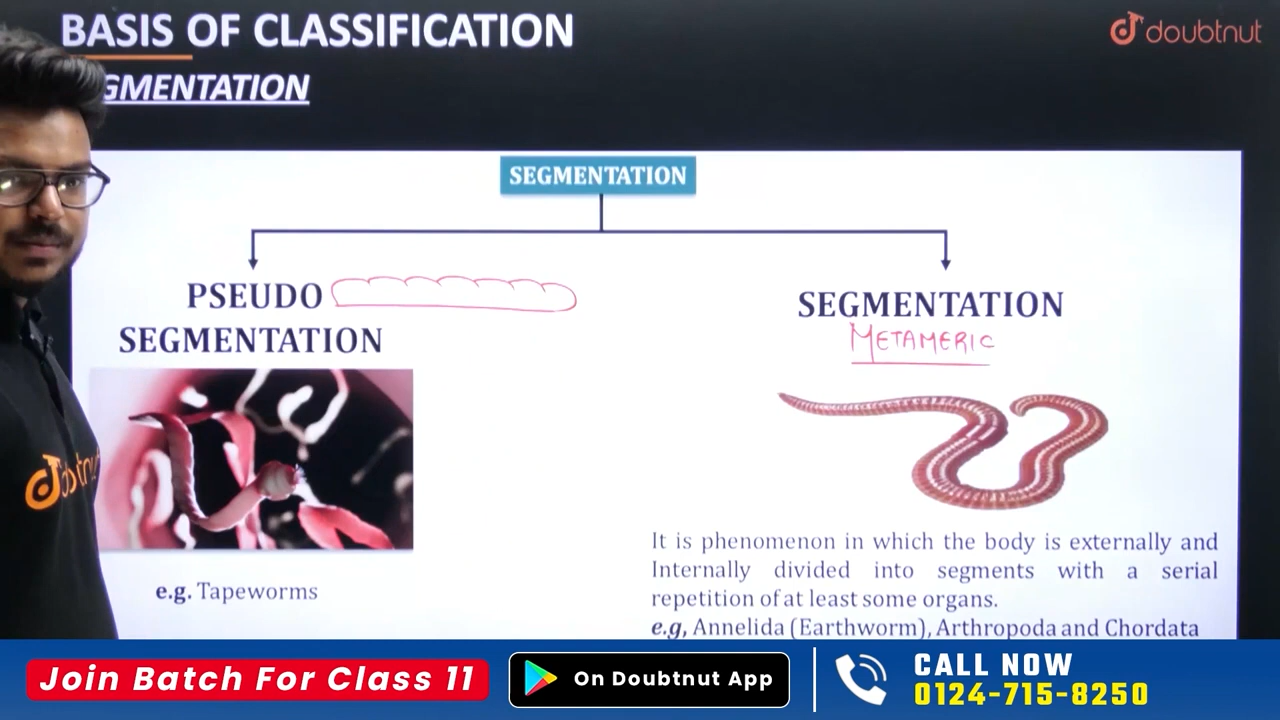 BASIS OF CLASSIFICATION
doubtnut
GMENTATION
SEGMENTATION
PSEUDO
SEGMENTATION
SEGMENTATION
METAMERIC
e.g. Tapeworms
It is phenomenon in which the body is externally and
Internally divided into segments with a serial
repetition of at least some organs.
e.g, Annelida (Earthworm), Arthropoda and Chordata
Join Batch For Class 11
On Doubtnut App
CALL NOW
0124-715-8250